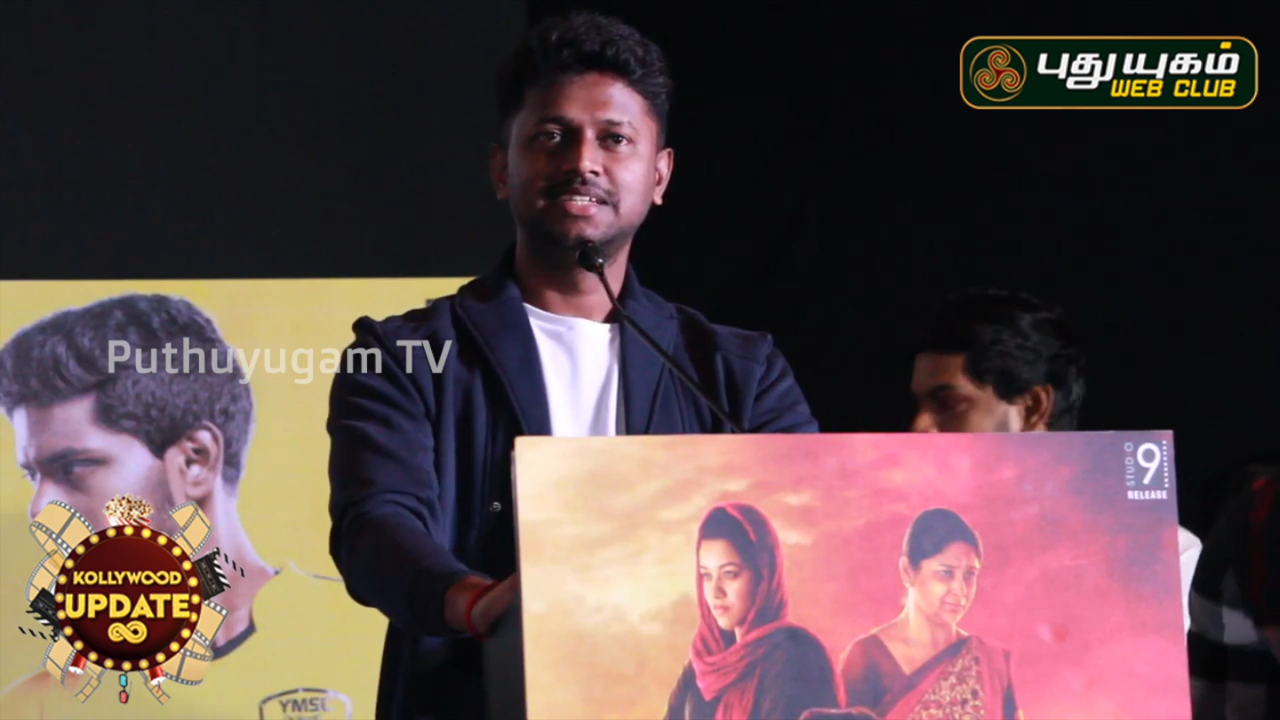 புதுயுகம்
WEB CLUB
Puthuyugam TV
STUDIO
9
RELEASE
KOLLYWOOD
UPDATE
YMSC